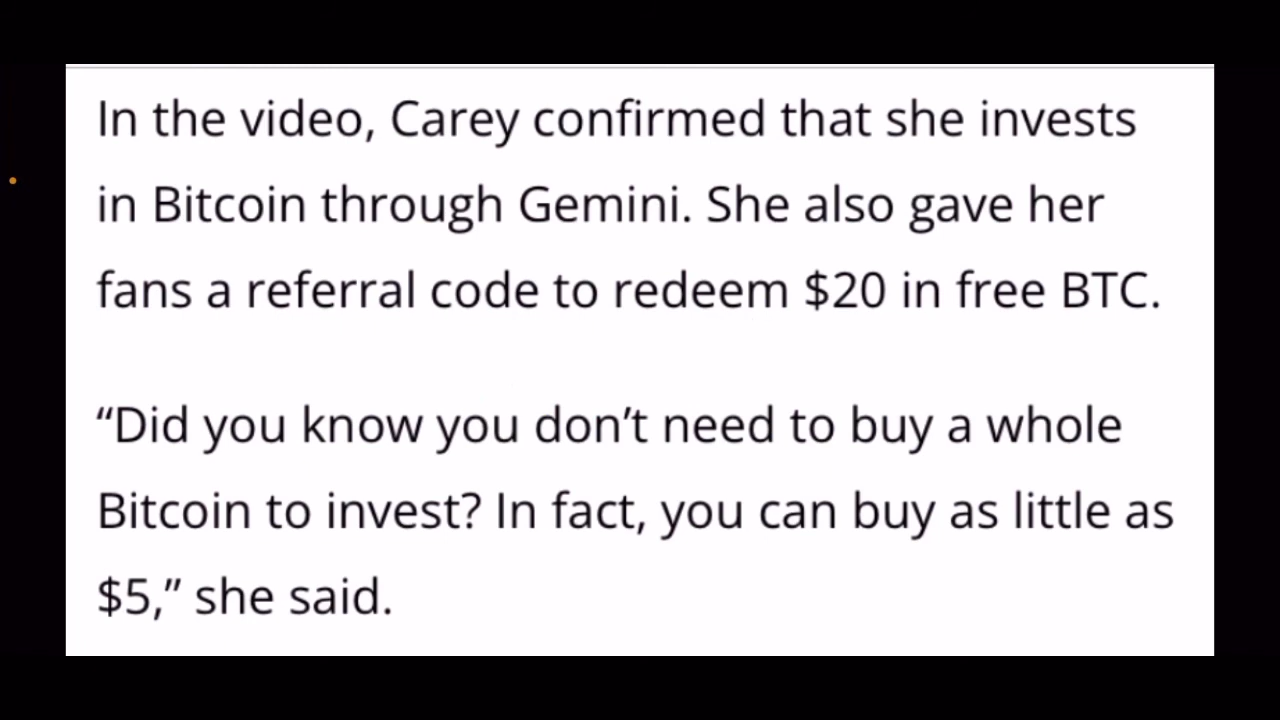 In the video, Carey confirmed that she invests
in Bitcoin through Gemini. She also gave her
fans a referral code to redeem $20 in free BTC.
“Did you know you don’t need to buy a whole
Bitcoin to invest? In fact, you can buy as little as
$5,” she said.